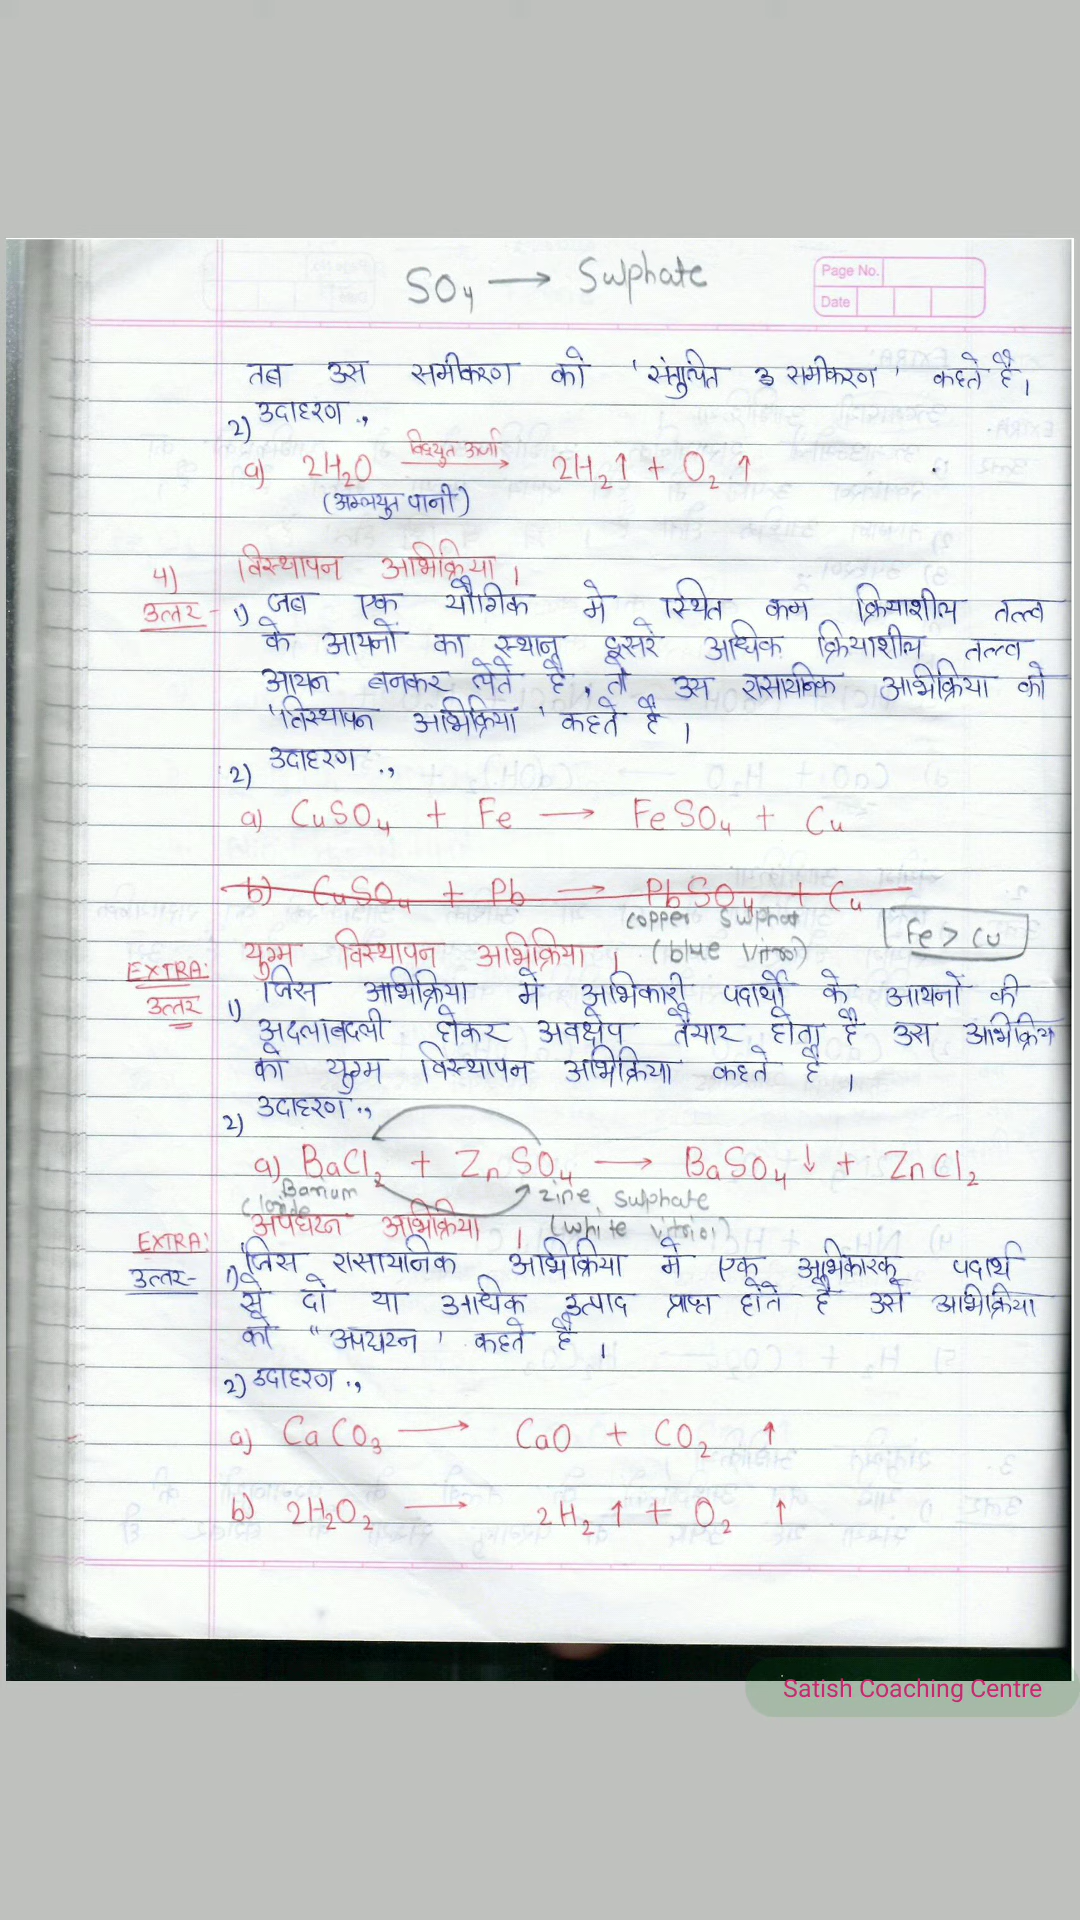 SO4 → Sulphate
Page No.
Date
तब उस समीकरण को 'संतुलित समीकरण' कहते है।
2) उदाहरण.,
a) 2H2O विद्युत ऊर्जा → 2H2↑ + O2↑
(अम्लयुत पानी)
4) विस्थापन अभिक्रिया।
उत्तर - 1) जब एक यौगिक मे स्थित कम क्रियाशील तत्त्व
के आयनों का स्थान दूसरे अधिक क्रियाशील तत्त्व
आयन बनकर लेते है, तो उस रासायनिक अभिक्रिया को
'विस्थापन अभिक्रिया' कहते है।
2) उदाहरण.,
a) CuSO4 + Fe → FeSO4 + Cu
b) CuSO4 + Pb → PbSO4 + Cu
copper Sulphat
(blue vitrol)
Fe > Cu
EXTRA: युग्म विस्थापन अभिक्रिया।
उत्तर 1) जिस अभिक्रिया में अभिकारी पदार्थो के आयनों की
अदलाबदली होकर अवक्षेप तैयार होता है उस अभिक्रिय
को युग्म विस्थापन अभिक्रिया कहते है।
2) उदाहरण.,
a) BaCl2 + ZnSO4 → BaSO4↓ + ZnCl2
Barium
Cloride
zinc Sulphate
(white vitriol)
EXTRA: अपघटन अभिक्रिया।
उत्तर- 1) जिस रासायनिक अभिक्रिया में एक अभिकारक पदार्थ
से दो या अधिक उत्पाद प्राप्त होते है उसे अभिक्रिया
को "अपघटन' कहते है।
2) उदाहरण.,
a) CaCO3 → CaO + CO2 ↑
b) 2H2O2 → 2H2↑ + O2 ↑
Satish Coaching Centre